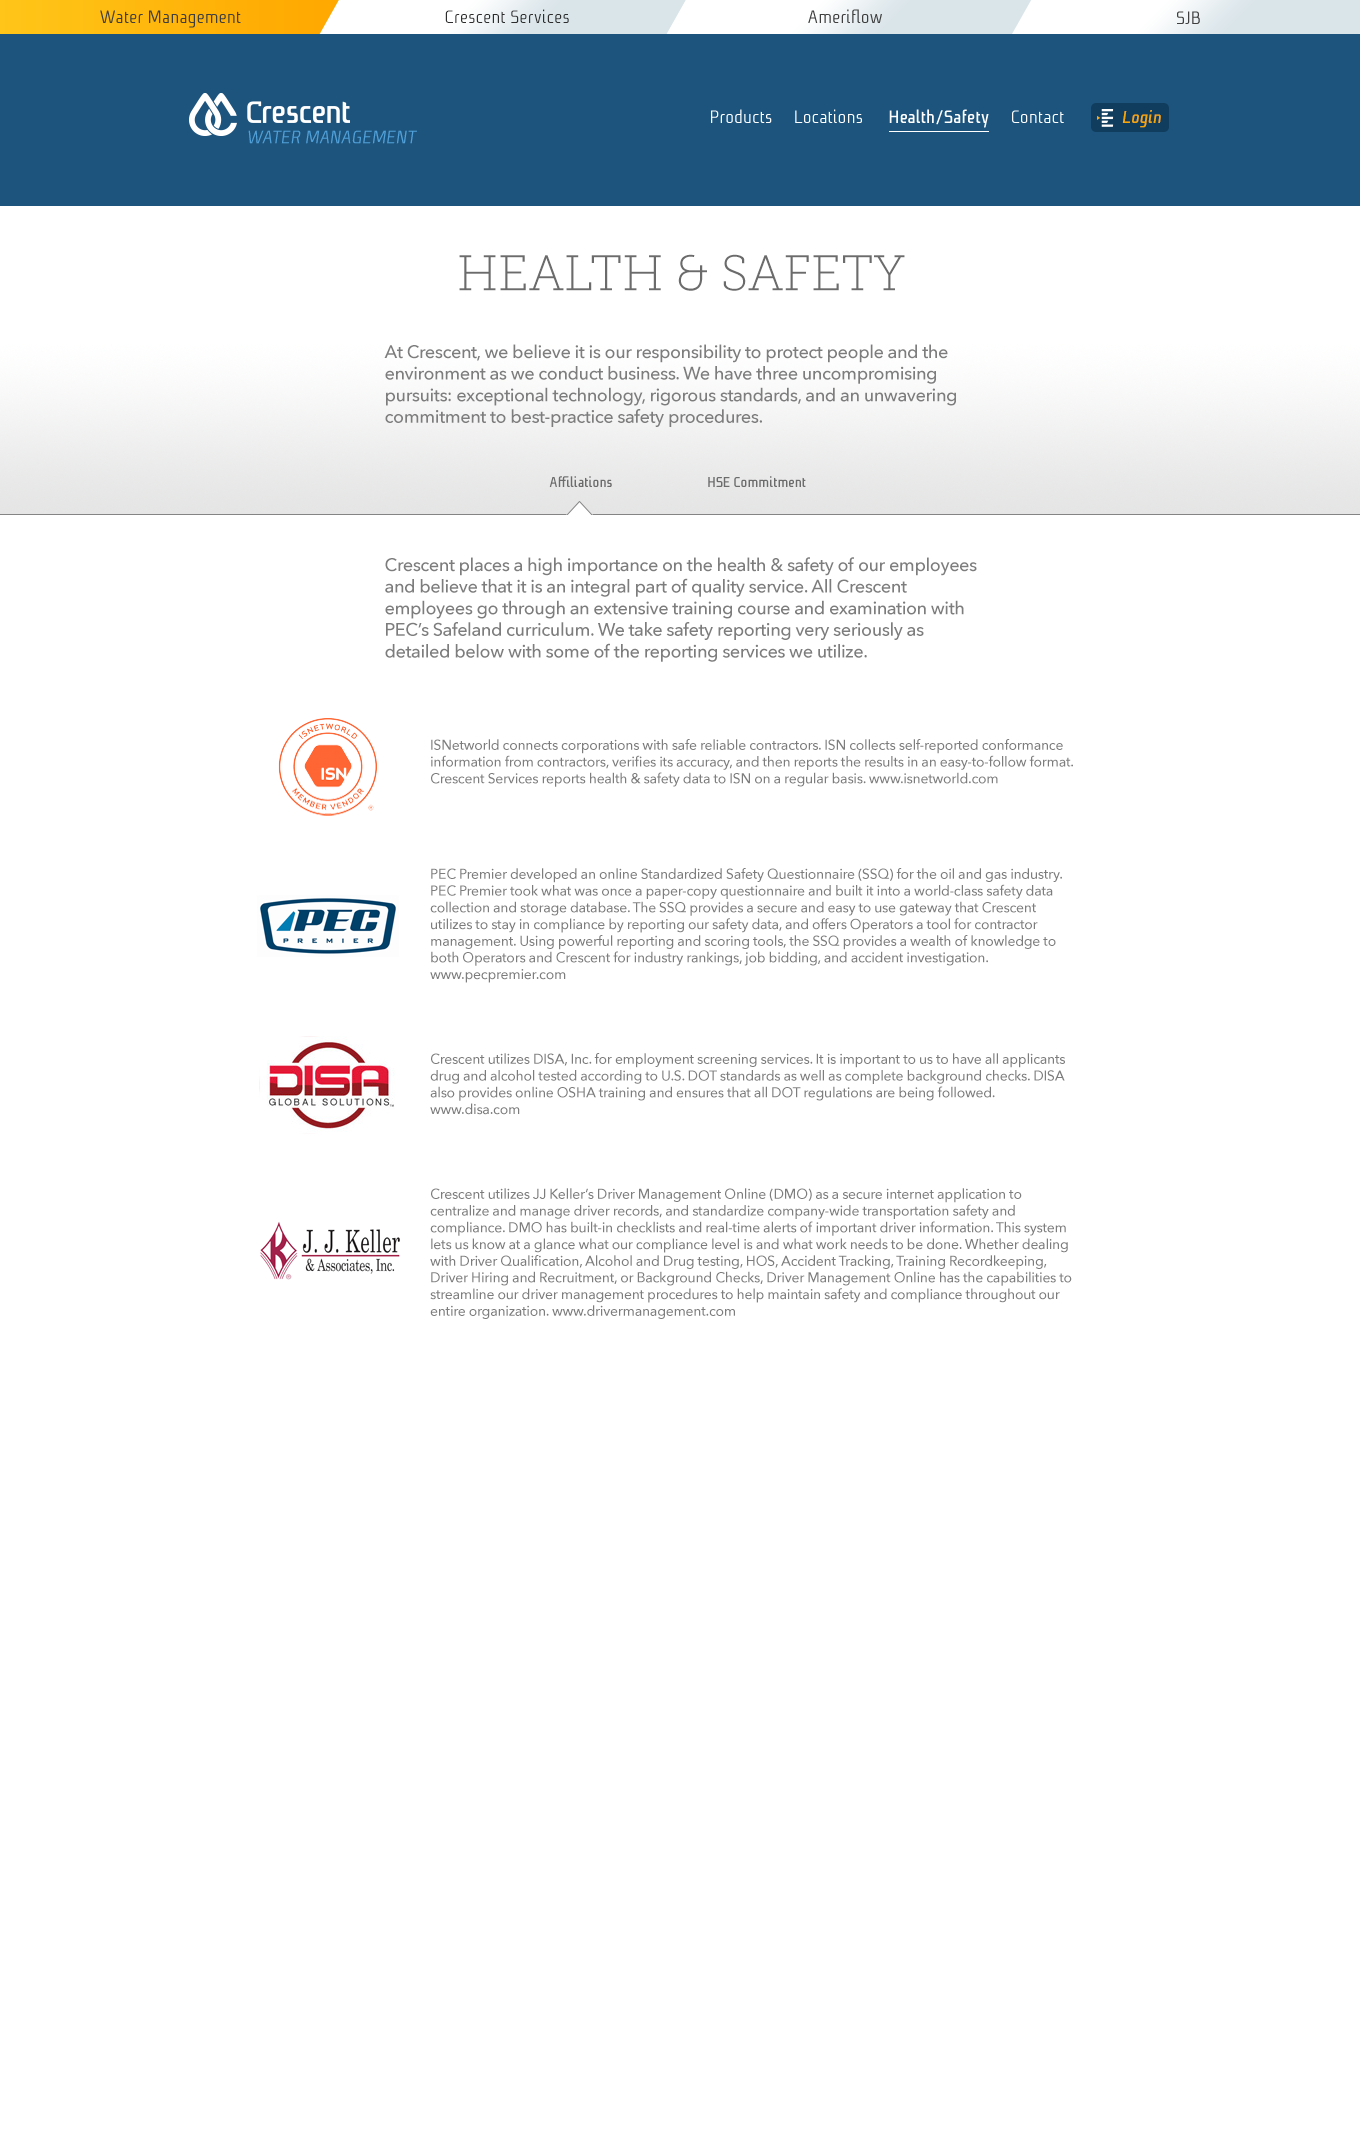 Water Management
Crescent Services
Ameriflow
SJB
Crescent
WATER MANAGEMENT
Products
Locations
Health/Safety
Contact
Login
HEALTH & SAFETY
At Crescent, we believe it is our responsibility to protect people and the
environment as we conduct business. We have three uncompromising
pursuits: exceptional technology, rigorous standards, and an unwavering
commitment to best-practice safety procedures.
Affiliations
HSE Commitment
Crescent places a high importance on the health & safety of our employees
and believe that it is an integral part of quality service. All Crescent
employees go through an extensive training course and examination with
PEC’s Safeland curriculum. We take safety reporting very seriously as
detailed below with some of the reporting services we utilize.
ISNETWORLD
ISN
MEMBER VENDOR
®
ISNetworld connects corporations with safe reliable contractors. ISN collects self-reported conformance
information from contractors, verifies its accuracy, and then reports the results in an easy-to-follow format.
Crescent Services reports health & safety data to ISN on a regular basis. www.isnetworld.com
PEC
PREMIER
PEC Premier developed an online Standardized Safety Questionnaire (SSQ) for the oil and gas industry.
PEC Premier took what was once a paper-copy questionnaire and built it into a world-class safety data
collection and storage database. The SSQ provides a secure and easy to use gateway that Crescent
utilizes to stay in compliance by reporting our safety data, and offers Operators a tool for contractor
management. Using powerful reporting and scoring tools, the SSQ provides a wealth of knowledge to
both Operators and Crescent for industry rankings, job bidding, and accident investigation.
www.pecpremier.com
DISA
GLOBAL SOLUTIONS™
Crescent utilizes DISA, Inc. for employment screening services. It is important to us to have all applicants
drug and alcohol tested according to U.S. DOT standards as well as complete background checks. DISA
also provides online OSHA training and ensures that all DOT regulations are being followed.
www.disa.com
K
J. J. Keller
& Associates, Inc.
®
Crescent utilizes JJ Keller’s Driver Management Online (DMO) as a secure internet application to
centralize and manage driver records, and standardize company-wide transportation safety and
compliance. DMO has built-in checklists and real-time alerts of important driver information. This system
lets us know at a glance what our compliance level is and what work needs to be done. Whether dealing
with Driver Qualification, Alcohol and Drug testing, HOS, Accident Tracking, Training Recordkeeping,
Driver Hiring and Recruitment, or Background Checks, Driver Management Online has the capabilities to
streamline our driver management procedures to help maintain safety and compliance throughout our
entire organization. www.drivermanagement.com